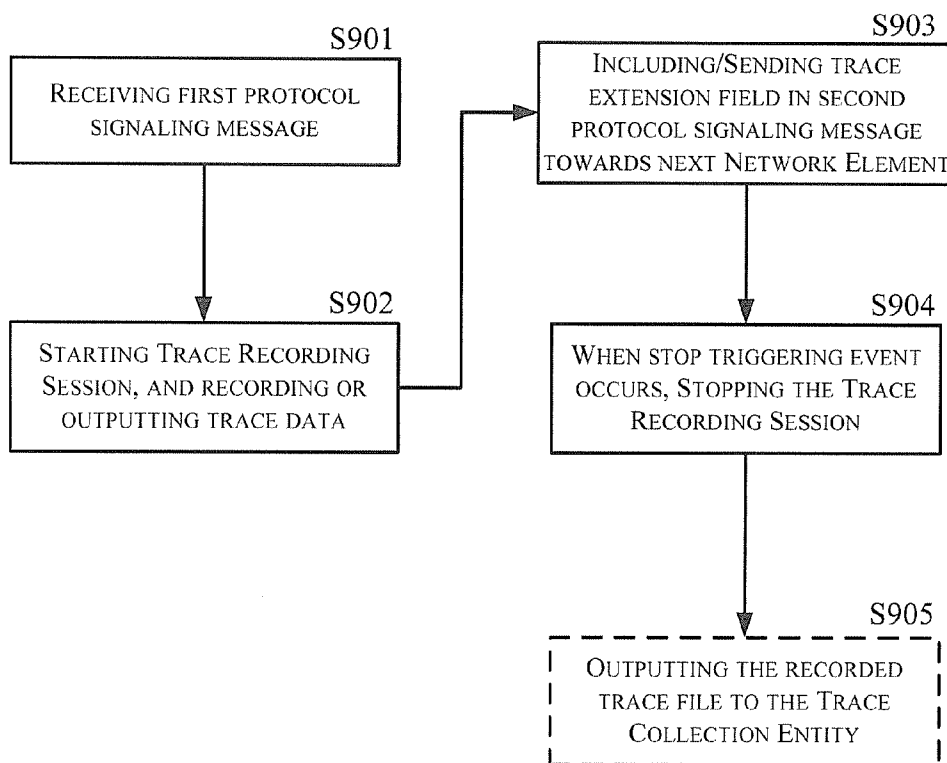 S901
RECEIVING FIRST PROTOCOL
SIGNALING MESSAGE
S902
STARTING TRACE RECORDING
SESSION, AND RECORDING OR
OUTPUTTING TRACE DATA
S903
INCLUDING/SENDING TRACE
EXTENSION FIELD IN SECOND
PROTOCOL SIGNALING MESSAGE
TOWARDS NEXT NETWORK ELEMENT
S904
WHEN STOP TRIGGERING EVENT
OCCURS, STOPPING THE TRACE
RECORDING SESSION
S905
OUTPUTTING THE RECORDED
TRACE FILE TO THE TRACE
COLLECTION ENTITY